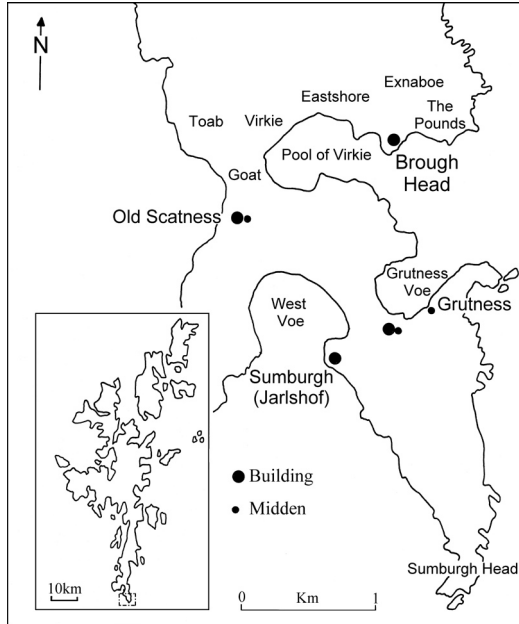 N
Exnaboe
Eastshore
The
Pounds
Toab
Virkie
Pool of Virkie
Brough
Head
Goat
Old Scatness
Grutness
Voe
West
Voe
Grutness
Sumburgh
(Jarlshof)
Building
Midden
Sumburgh Head
10km
0 Km 1